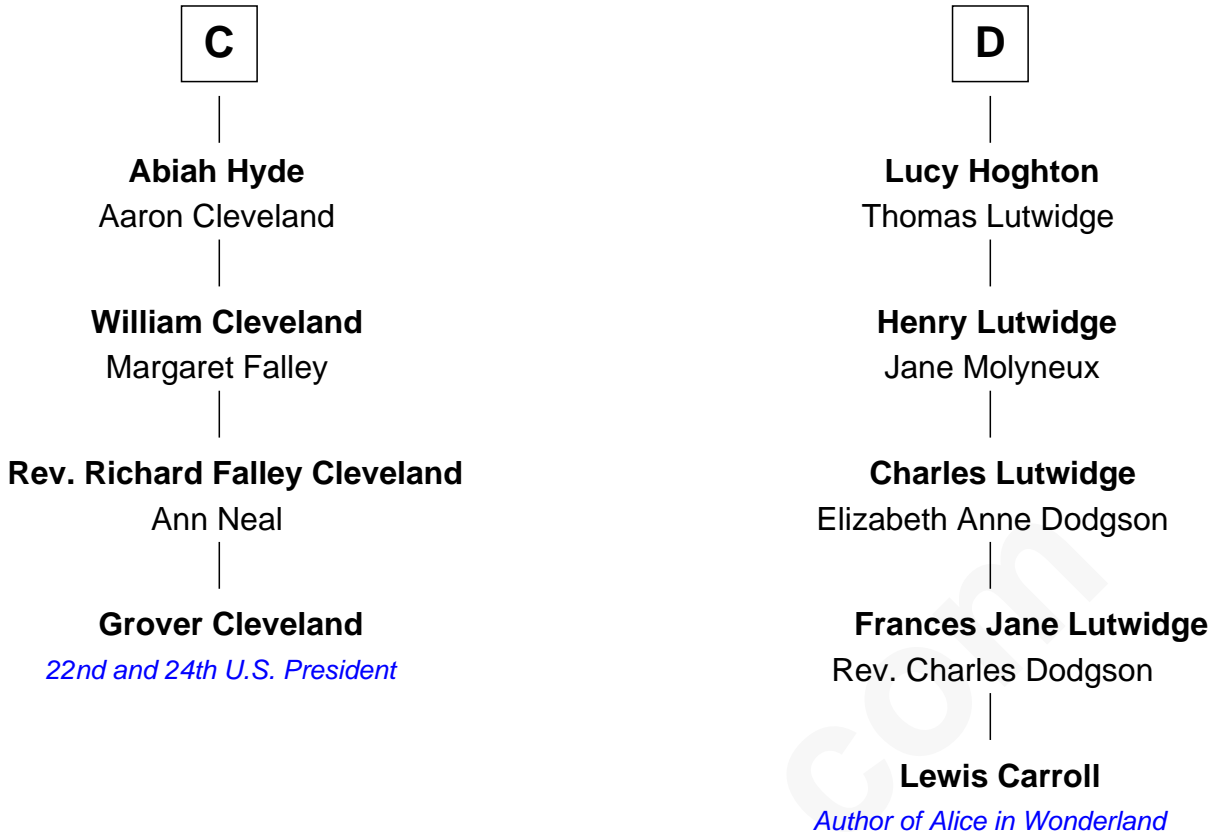 C
Abiah Hyde
Aaron Cleveland
William Cleveland
Margaret Falley
Rev. Richard Falley Cleveland
Ann Neal
Grover Cleveland
22nd and 24th U.S. President
D
Lucy Hoghton
Thomas Lutwidge
Henry Lutwidge
Jane Molyneux
Charles Lutwidge
Elizabeth Anne Dodgson
Frances Jane Lutwidge
Rev. Charles Dodgson
Lewis Carroll
Author of Alice in Wonderland
com